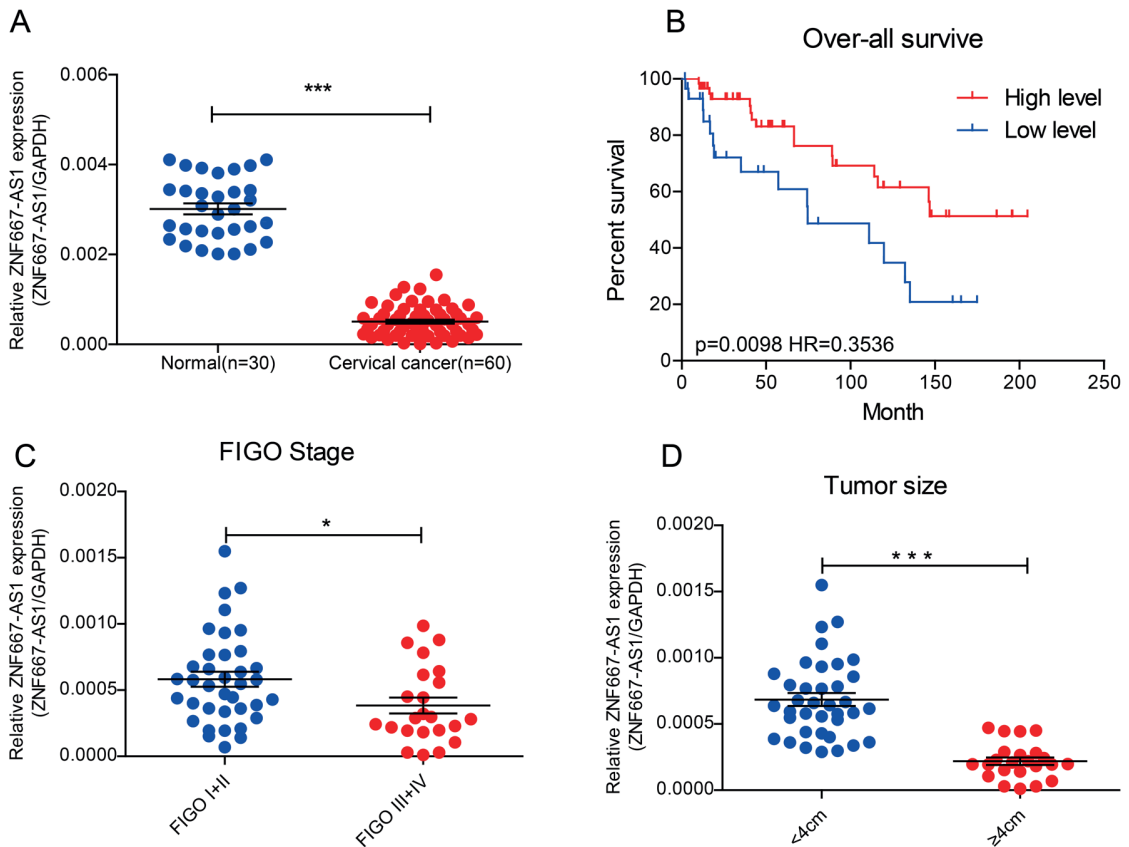 A
Relative ZNF667-AS1 expression
(ZNF667-AS1/GAPDH)
0.006
0.004
0.002
0.000
***
Normal(n=30)
Cervical cancer(n=60)
B
Over-all survive
Percent survival
100
80
60
40
20
0
High level
Low level
p=0.0098 HR=0.3536
0
50
100
150
200
250
Month
C
FIGO Stage
Relative ZNF667-AS1 expression
(ZNF667-AS1/GAPDH)
0.0020
0.0015
0.0010
0.0005
0.0000
*
FIGO I+II
FIGO III+IV
D
Tumor size
Relative ZNF667-AS1 expression
(ZNF667-AS1/GAPDH)
0.0020
0.0015
0.0010
0.0005
0.0000
***
<4cm
≥4cm